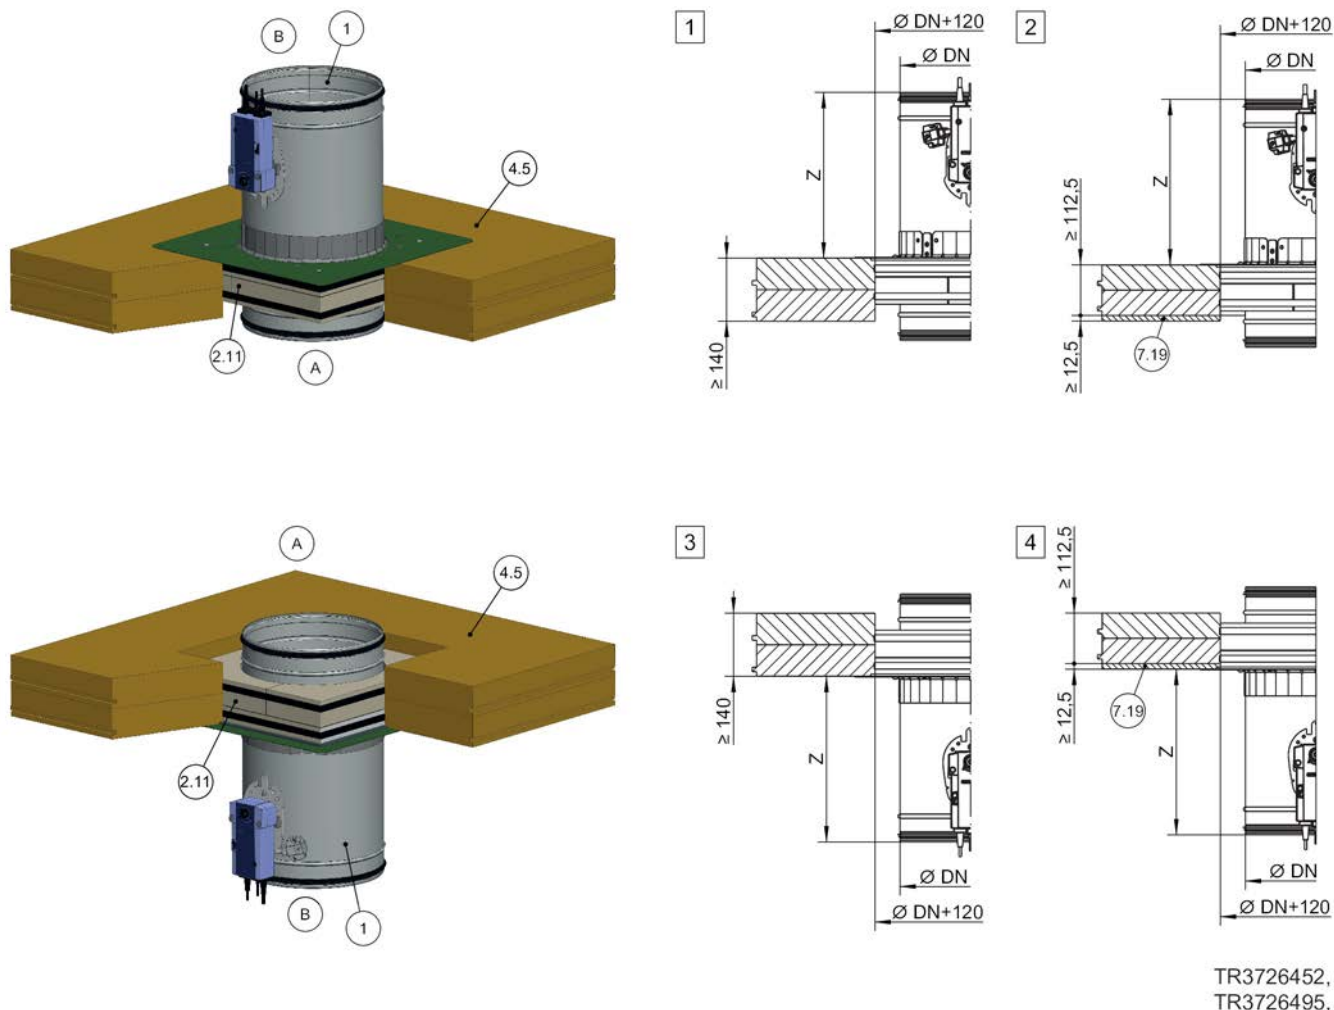 B
1
4.5
2.11
A
1
Ø DN+120
Ø DN
Z
≥ 140
2
Ø DN+120
Ø DN
Z
≥ 112,5
≥ 12,5
7.19
A
4.5
2.11
B
1
3
≥ 140
Z
Ø DN
Ø DN+120
4
≥ 112,5
≥ 12,5
7.19
Z
Ø DN
Ø DN+120
TR3726452,
TR3726495,